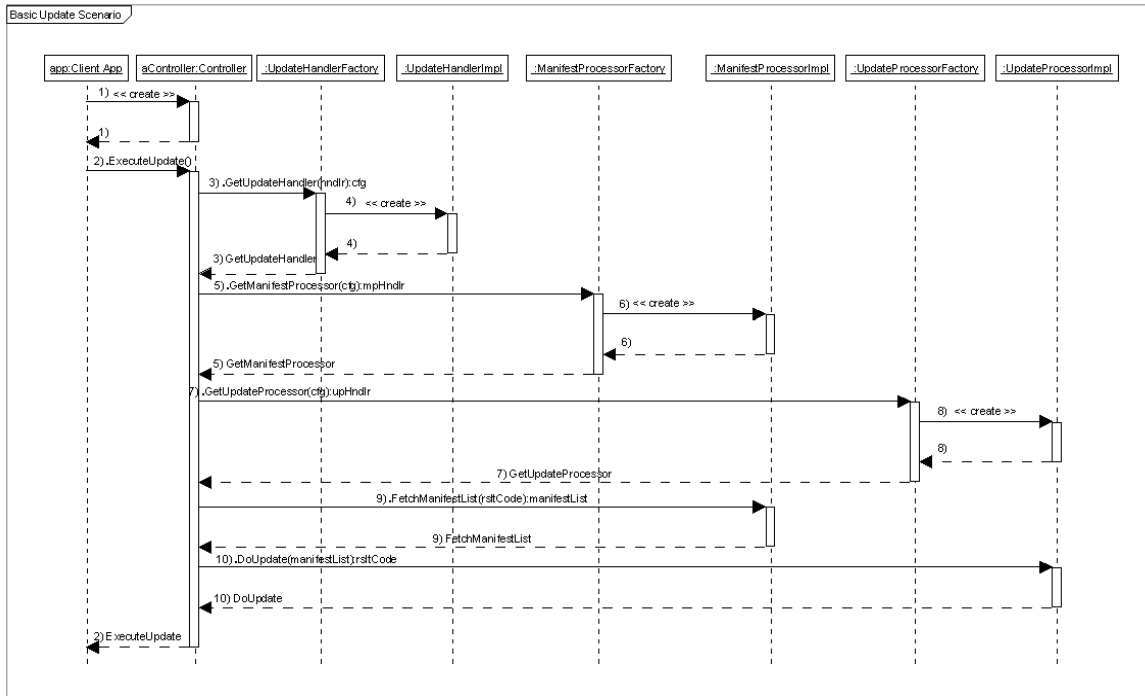 Basic Update Scenario
app:Client App
aController:Controller
:UpdateHandlerFactory
:UpdateHandlerImpl
:ManifestProcessorFactory
:ManifestProcessorImpl
:UpdateProcessorFactory
:UpdateProcessorImpl
1) << create >>
1)
2) .ExecuteUpdate()
3) .GetUpdateHandler(hndlr):cfg
4) << create >>
4)
3) GetUpdateHandler
5) .GetManifestProcessor(cfg):mpHndlr
6) << create >>
6)
5) GetManifestProcessor
7) .GetUpdateProcessor(cfg):upHndlr
8) << create >>
8)
7) GetUpdateProcessor
9) .FetchManifestList(rsltCode):manifestList
9) FetchManifestList
10) .DoUpdate(manifestList):rsltCode
10) DoUpdate
2) ExecuteUpdate